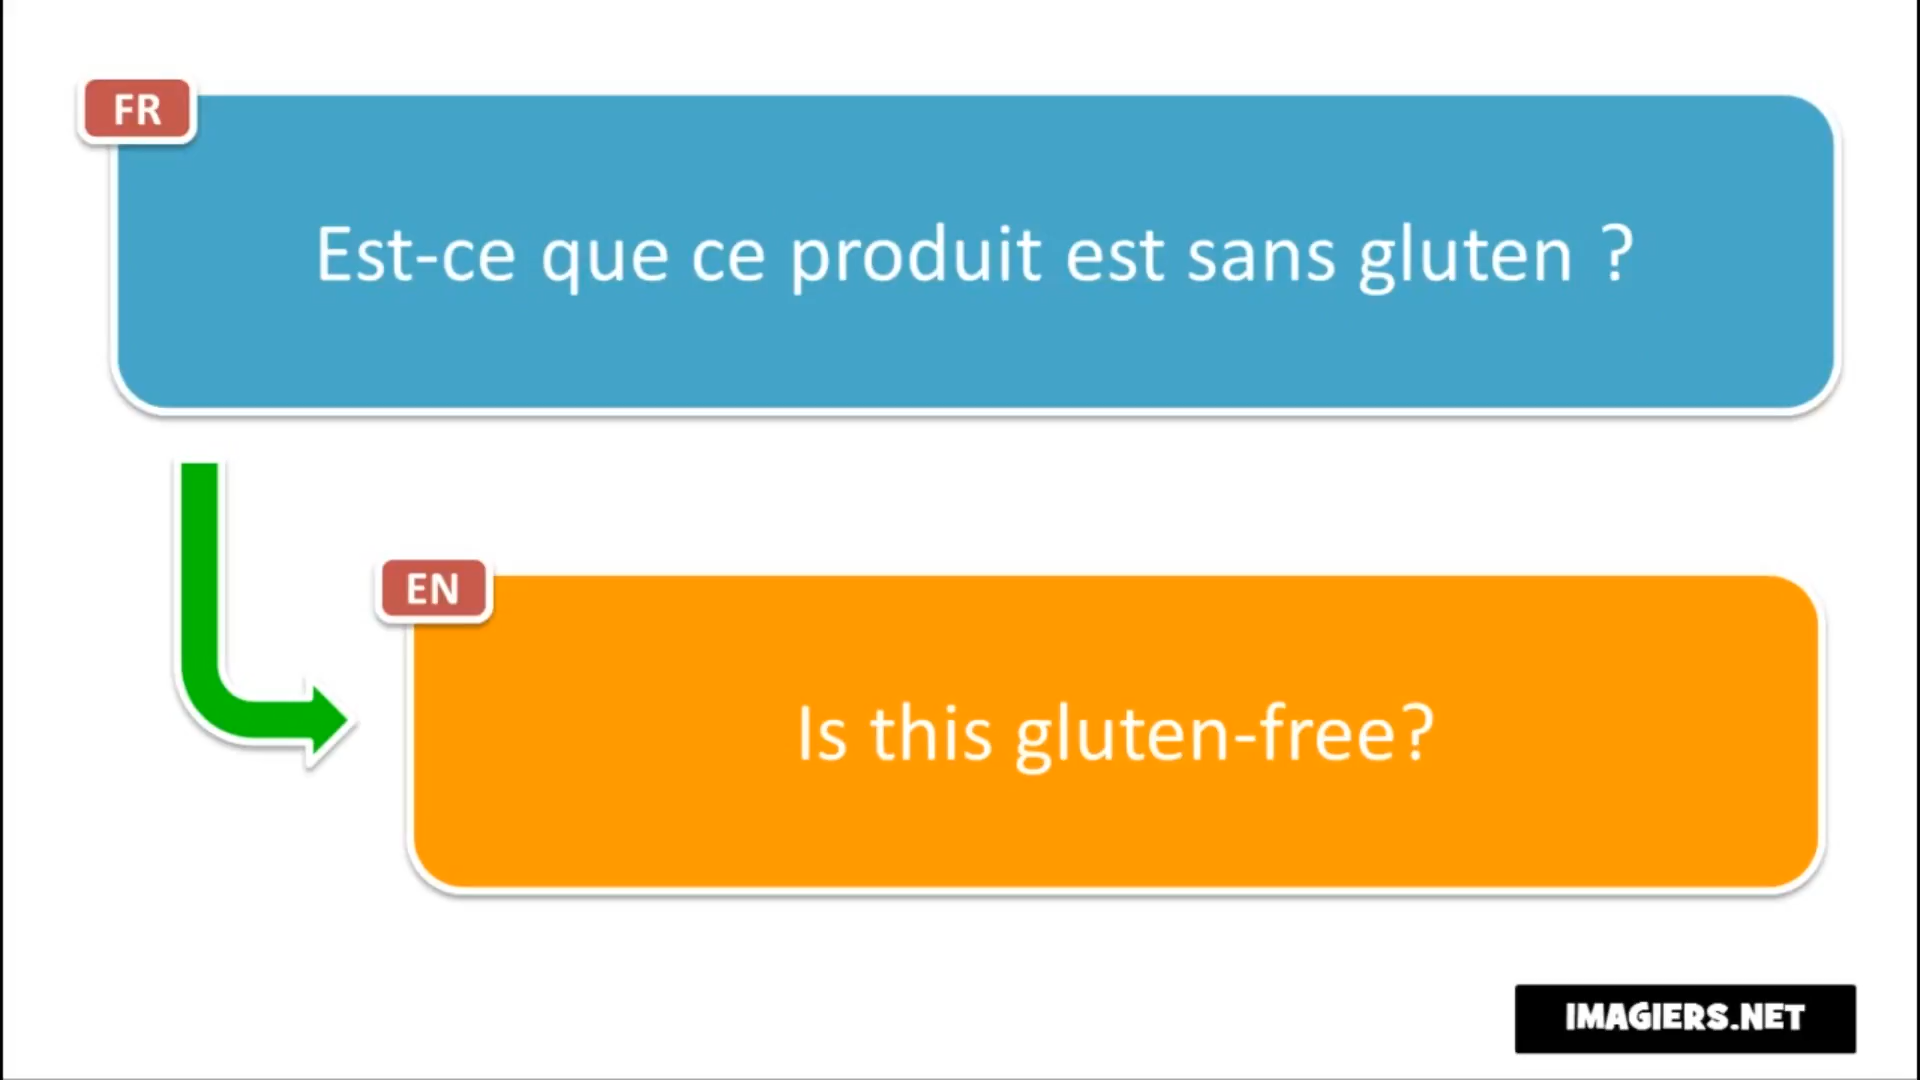 FR
Est-ce que ce produit est sans gluten ?
EN
Is this gluten-free?
IMAGIERS.NET